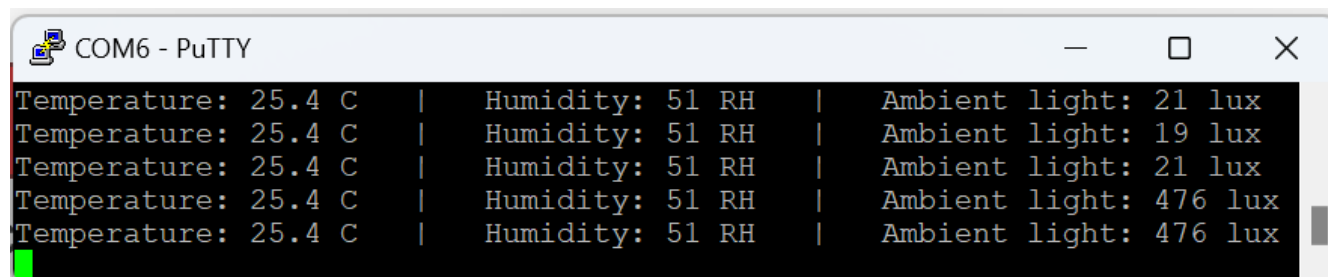 COM6 - PuTTY
Temperature: 25.4 C | Humidity: 51 RH | Ambient light: 21 lux
Temperature: 25.4 C | Humidity: 51 RH | Ambient light: 19 lux
Temperature: 25.4 C | Humidity: 51 RH | Ambient light: 21 lux
Temperature: 25.4 C | Humidity: 51 RH | Ambient light: 476 lux
Temperature: 25.4 C | Humidity: 51 RH | Ambient light: 476 lux